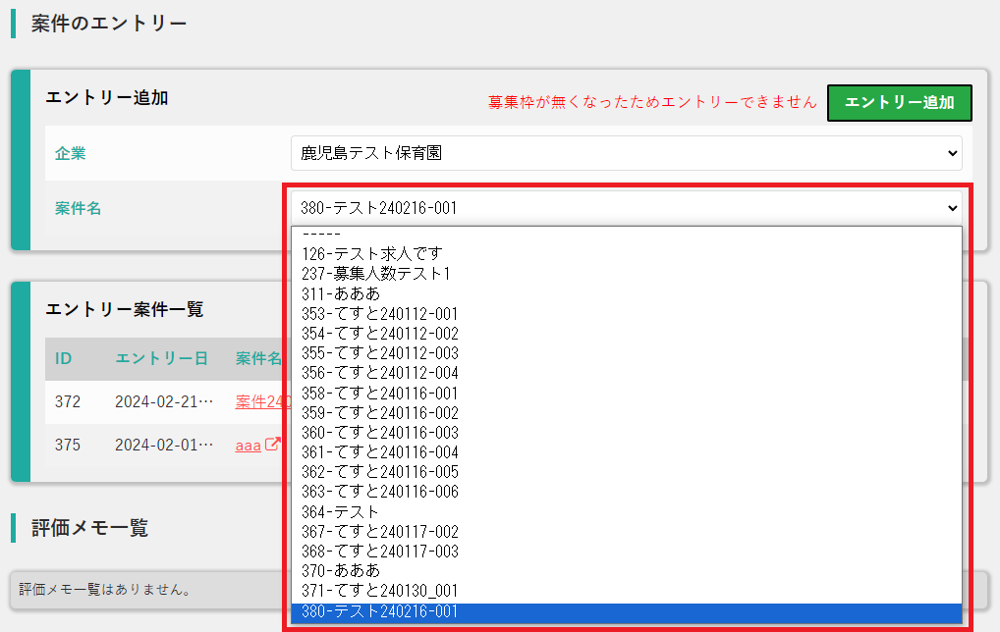 案件のエントリー
エントリー追加
募集枠が無くなったためエントリーできません
エントリー追加
企業
鹿児島テスト保育園
案件名
380-テスト240216-001
-----
126-テスト求人です
237-募集人数テスト1
311-あああ
353-てすと240112-001
354-てすと240112-002
355-てすと240112-003
356-てすと240112-004
358-てすと240116-001
359-てすと240116-002
360-てすと240116-003
361-てすと240116-004
362-てすと240116-005
363-てすと240116-006
364-テスト
367-てすと240117-002
368-てすと240117-003
370-あああ
371-てすと240130_001
380-テスト240216-001
エントリー案件一覧
ID エントリー日 案件名
372 2024-02-21… 案件240
375 2024-02-01… aaa
評価メモ一覧
評価メモ一覧はありません。